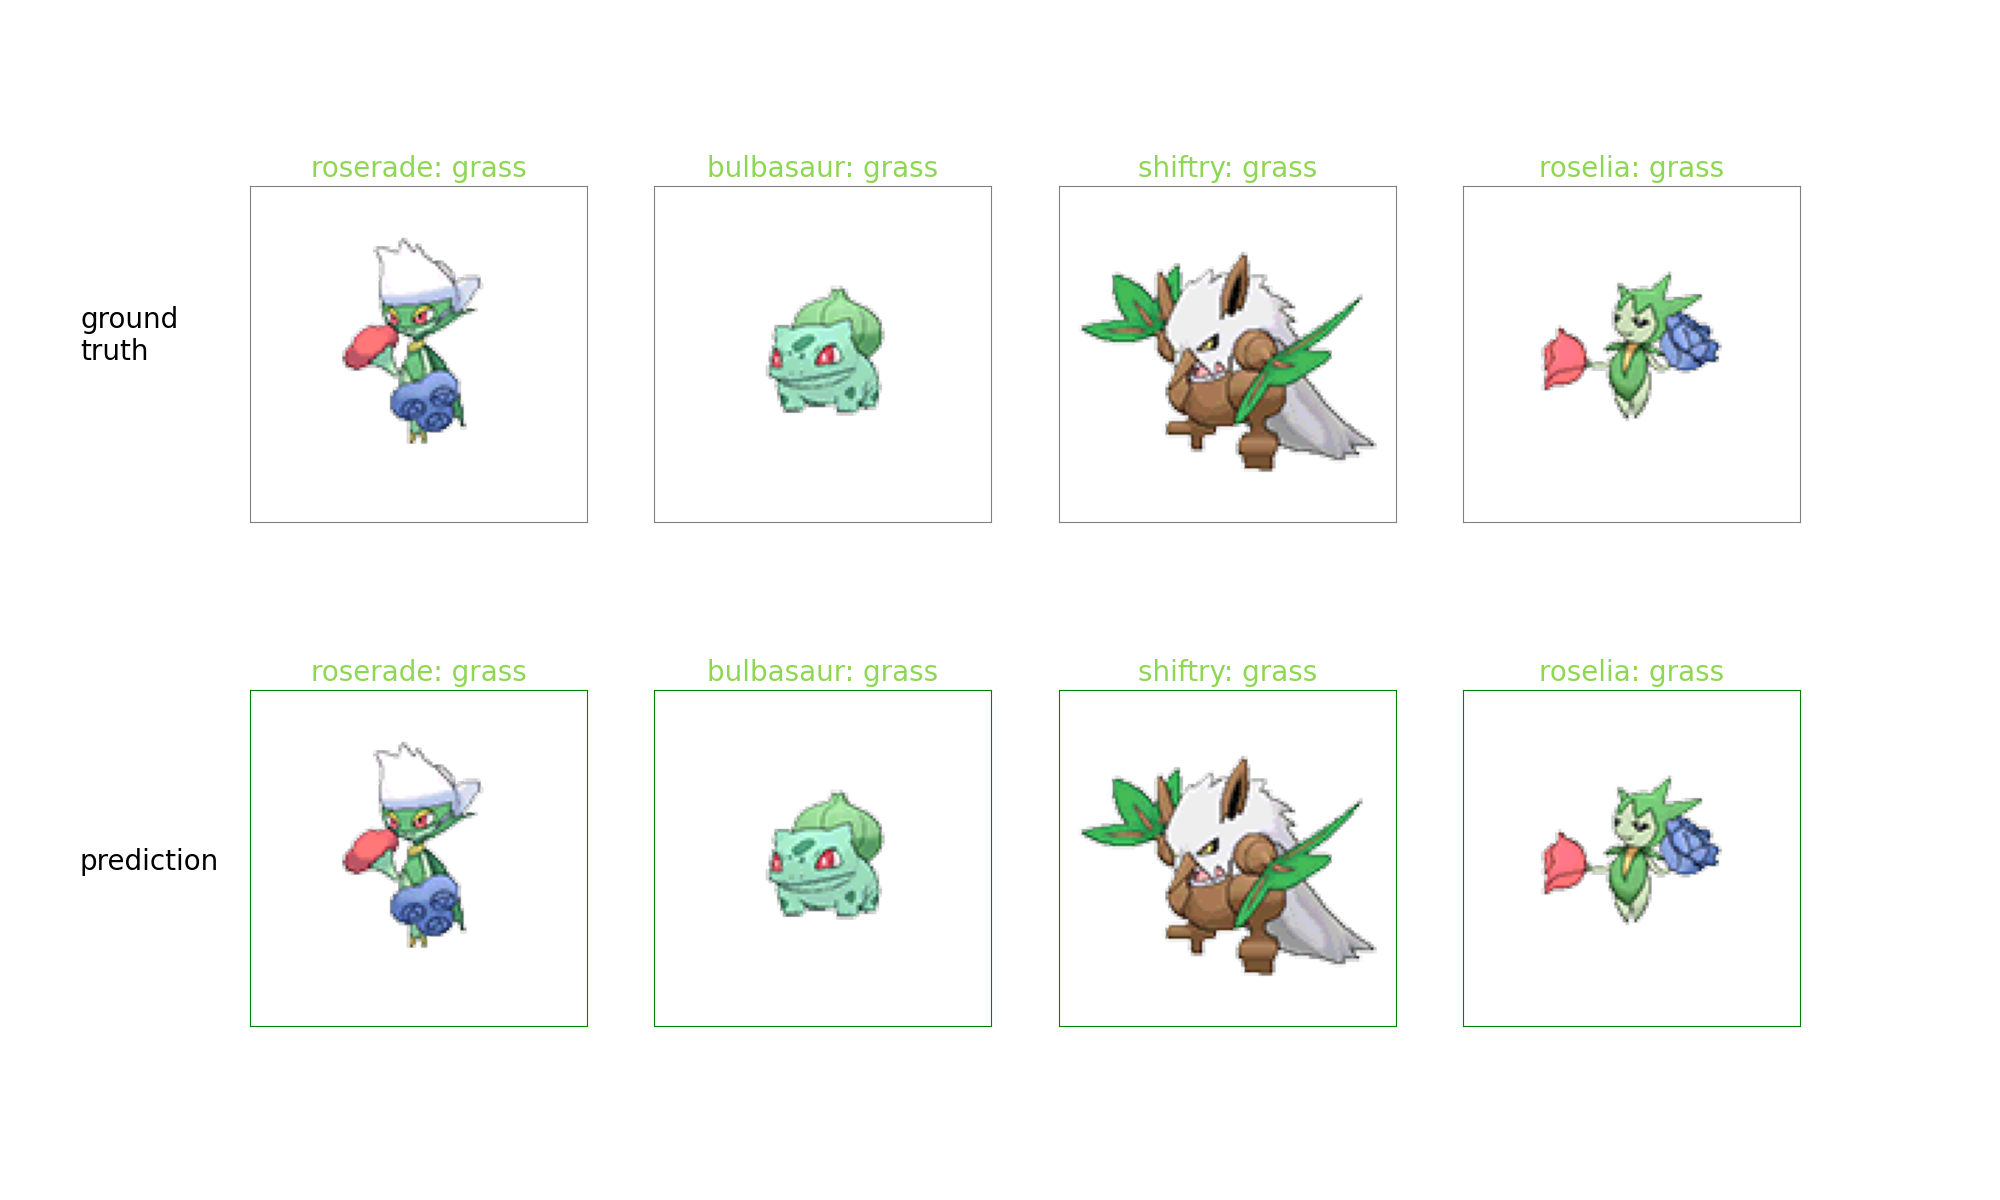 roserade: grass
bulbasaur: grass
shiftry: grass
roselia: grass
ground
truth
roserade: grass
bulbasaur: grass
shiftry: grass
roselia: grass
prediction